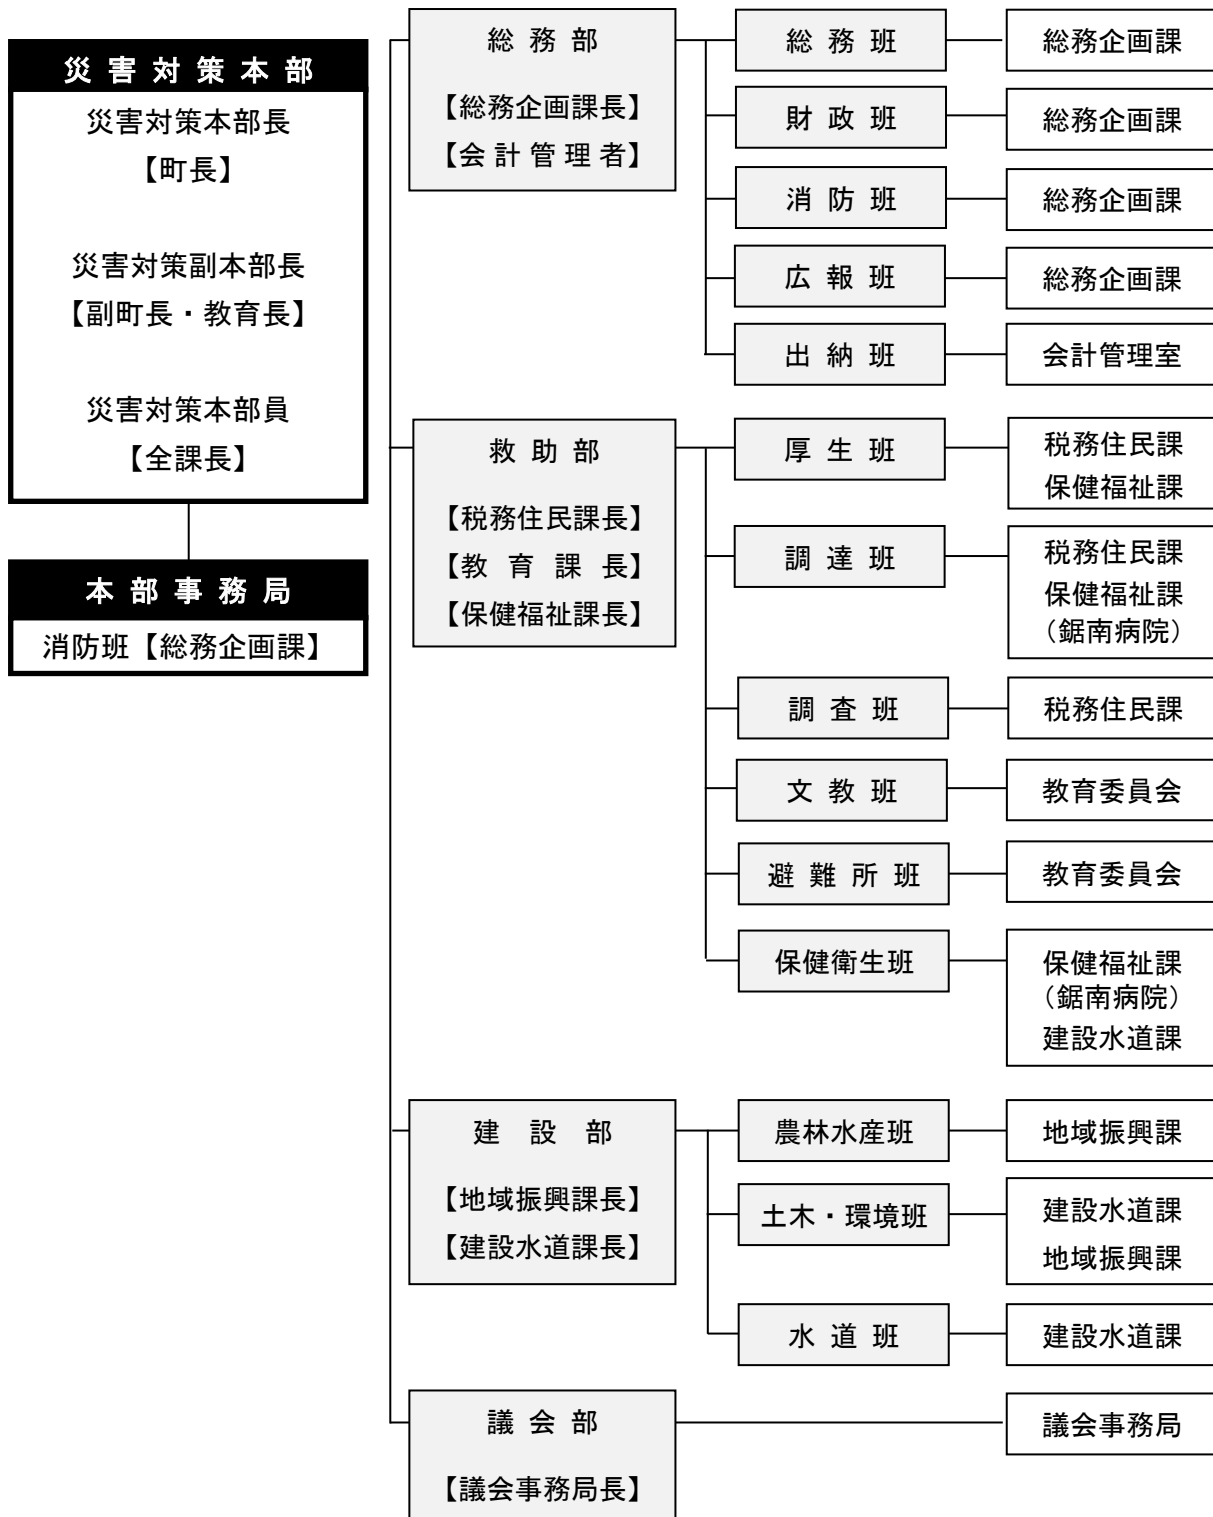 災害対策本部
災害対策本部長
【町長】
災害対策副本部長
【副町長・教育長】
災害対策本部員
【全課長】
本部事務局
消防班【総務企画課】
総務部
【総務企画課長】
【会計管理者】
総務班
総務企画課
財政班
総務企画課
消防班
総務企画課
広報班
総務企画課
出納班
会計管理室
救助部
【税務住民課長】
【教育課長】
【保健福祉課長】
厚生班
税務住民課
保健福祉課
調達班
税務住民課
保健福祉課
（鋸南病院）
調査班
税務住民課
文教班
教育委員会
避難所班
教育委員会
保健衛生班
保健福祉課
（鋸南病院）
建設水道課
建設部
【地域振興課長】
【建設水道課長】
農林水産班
地域振興課
土木・環境班
建設水道課
地域振興課
水道班
建設水道課
議会部
【議会事務局長】
議会事務局